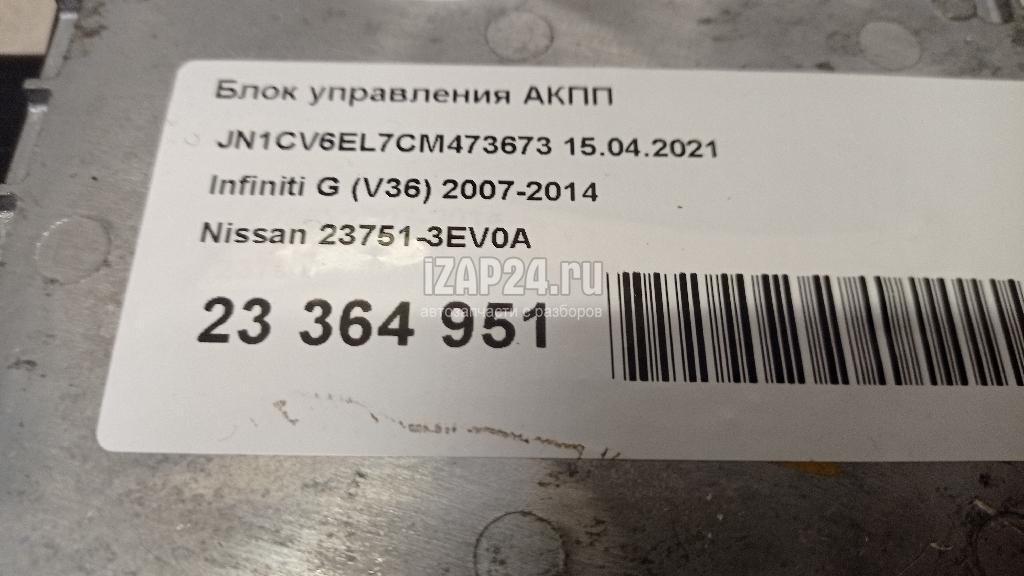 Блок управления АКПП
JN1CV6EL7CM473673 15.04.2021
Infiniti G (V36) 2007-2014
Nissan 23751-3EV0A
iZAP24.ru
автозапчасти с разборов
23 364 951